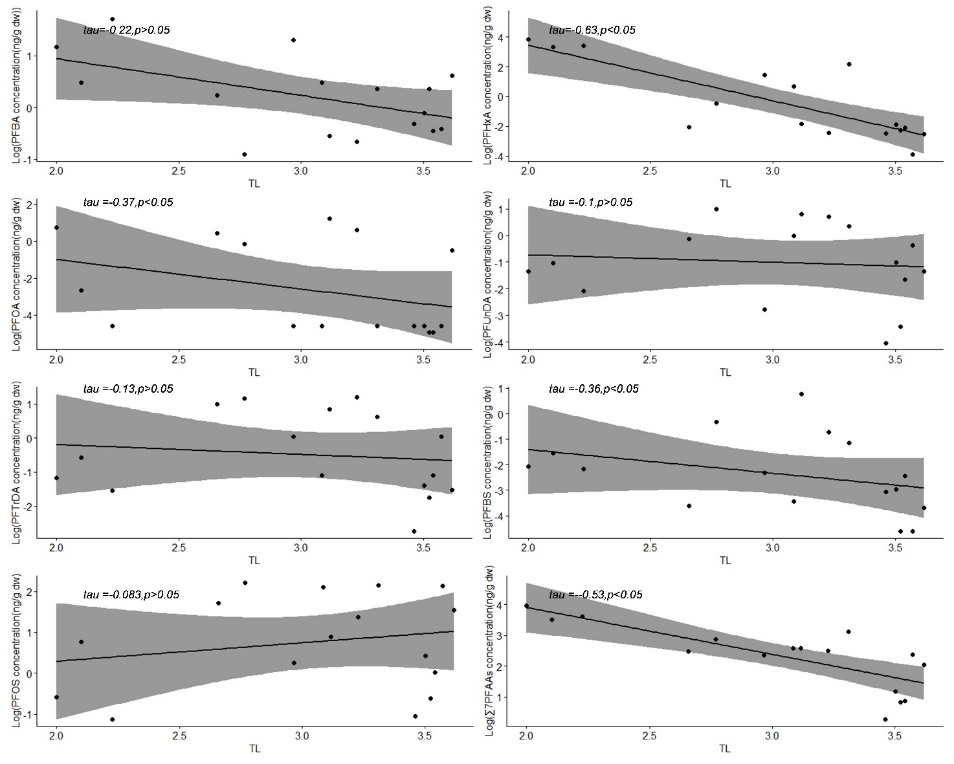 Log(PFBA concentration(ng/g dw))
tau=-0.22,p>0.05
1
0
-1
2.0 2.5 3.0 3.5
TL
Log(PFHxA concentration(ng/g dw)
tau=-0.63,p<0.05
4
2
0
-2
-4
2.0 2.5 3.0 3.5
TL
Log(PFOA concentration(ng/g dw)
tau =-0.37,p<0.05
2
0
-2
-4
2.0 2.5 3.0 3.5
TL
Log(PFUnDA concentration(ng/g dw)
tau =-0.1,p>0.05
1
0
-1
-2
-3
-4
2.0 2.5 3.0 3.5
TL
Log(PFTrDA concentration(ng/g dw)
tau =-0.13,p>0.05
1
0
-1
-2
2.0 2.5 3.0 3.5
TL
Log(PFBS concentration(ng/g dw)
tau =-0.36,p<0.05
1
0
-1
-2
-3
-4
2.0 2.5 3.0 3.5
TL
Log(PFOS concentration(ng/g dw)
tau =-0.083,p>0.05
2
1
0
-1
2.0 2.5 3.0 3.5
TL
Log(∑7PFAAs concentration(ng/g dw)
tau =--0.53,p<0.05
4
3
2
1
2.0 2.5 3.0 3.5
TL